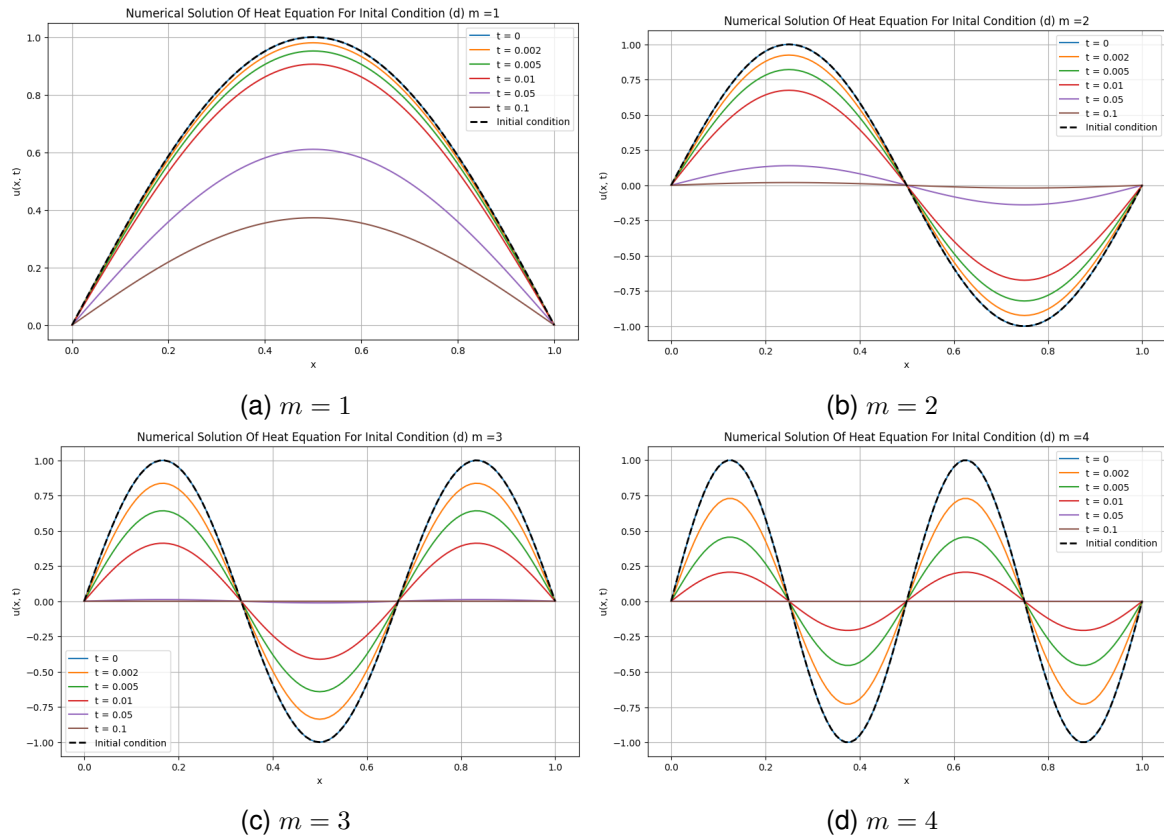 Numerical Solution Of Heat Equation For Inital Condition (d) m =1
u(x, t)
1.0
0.8
0.6
0.4
0.2
0.0
t = 0
t = 0.002
t = 0.005
t = 0.01
t = 0.05
t = 0.1
Initial condition
0.0 0.2 0.4 0.6 0.8 1.0
x
(a) m = 1
Numerical Solution Of Heat Equation For Inital Condition (d) m =2
u(x, t)
1.00
0.75
0.50
0.25
0.00
−0.25
−0.50
−0.75
−1.00
t = 0
t = 0.002
t = 0.005
t = 0.01
t = 0.05
t = 0.1
Initial condition
0.0 0.2 0.4 0.6 0.8 1.0
x
(b) m = 2
Numerical Solution Of Heat Equation For Inital Condition (d) m =3
u(x, t)
1.00
0.75
0.50
0.25
0.00
−0.25
−0.50
−0.75
−1.00
t = 0
t = 0.002
t = 0.005
t = 0.01
t = 0.05
t = 0.1
Initial condition
0.0 0.2 0.4 0.6 0.8 1.0
x
(c) m = 3
Numerical Solution Of Heat Equation For Inital Condition (d) m =4
u(x, t)
1.00
0.75
0.50
0.25
0.00
−0.25
−0.50
−0.75
−1.00
t = 0
t = 0.002
t = 0.005
t = 0.01
t = 0.05
t = 0.1
Initial condition
0.0 0.2 0.4 0.6 0.8 1.0
x
(d) m = 4